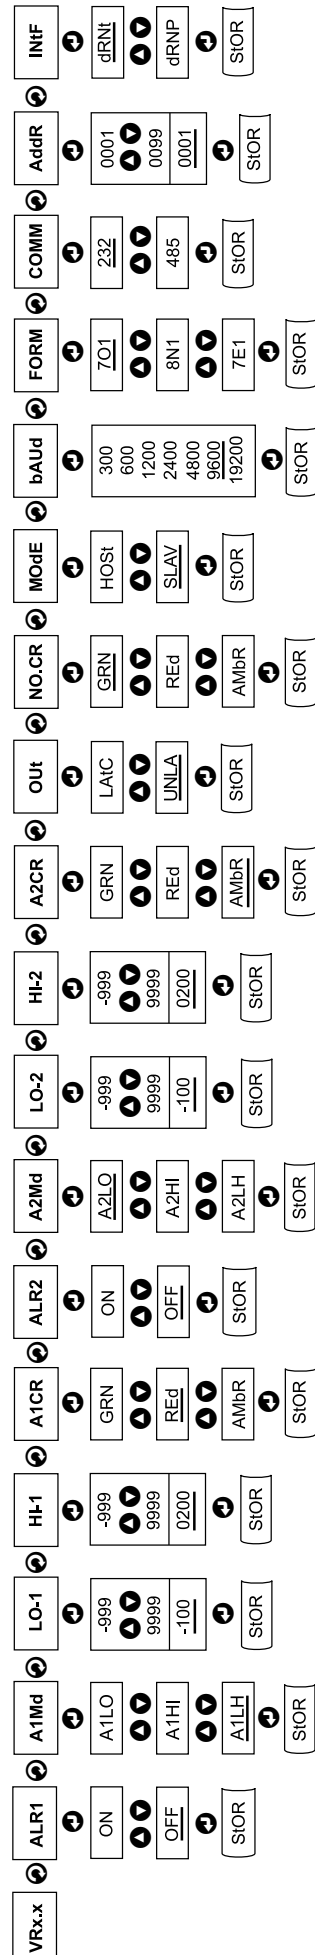 VRx.x
ALR1
ON
OFF
StOR
A1Md
A1LO
A1HI
A1LH
StOR
LO-1
-999
9999
-100
StOR
HI-1
-999
9999
0200
StOR
A1CR
GRN
REd
AMbR
StOR
ALR2
ON
OFF
StOR
A2Md
A2LO
A2HI
A2LH
StOR
LO-2
-999
9999
-100
StOR
HI-2
-999
9999
0200
StOR
A2CR
GRN
REd
AMbR
StOR
OUt
LAtC
UNLA
StOR
NO.CR
GRN
REd
AMbR
StOR
MOdE
HOSt
SLAV
StOR
bAUd
300
600
1200
2400
4800
9600
19200
StOR
FORM
7O1
8N1
7E1
StOR
COMM
232
485
StOR
AddR
0001
0099
0001
StOR
INtF
dRNt
dRNP
StOR